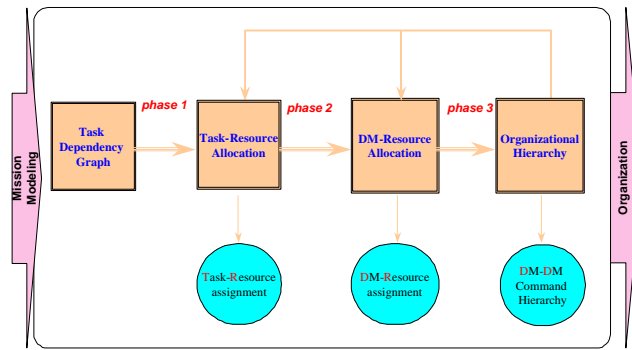 Mission
Modeling
phase 1
phase 2
phase 3
Task
Dependency
Graph
Task-Resource
Allocation
DM-Resource
Allocation
Organizational
Hierarchy
Task-Resource
assignment
DM-Resource
assignment
DM-DM
Command
Hierarchy
Organization